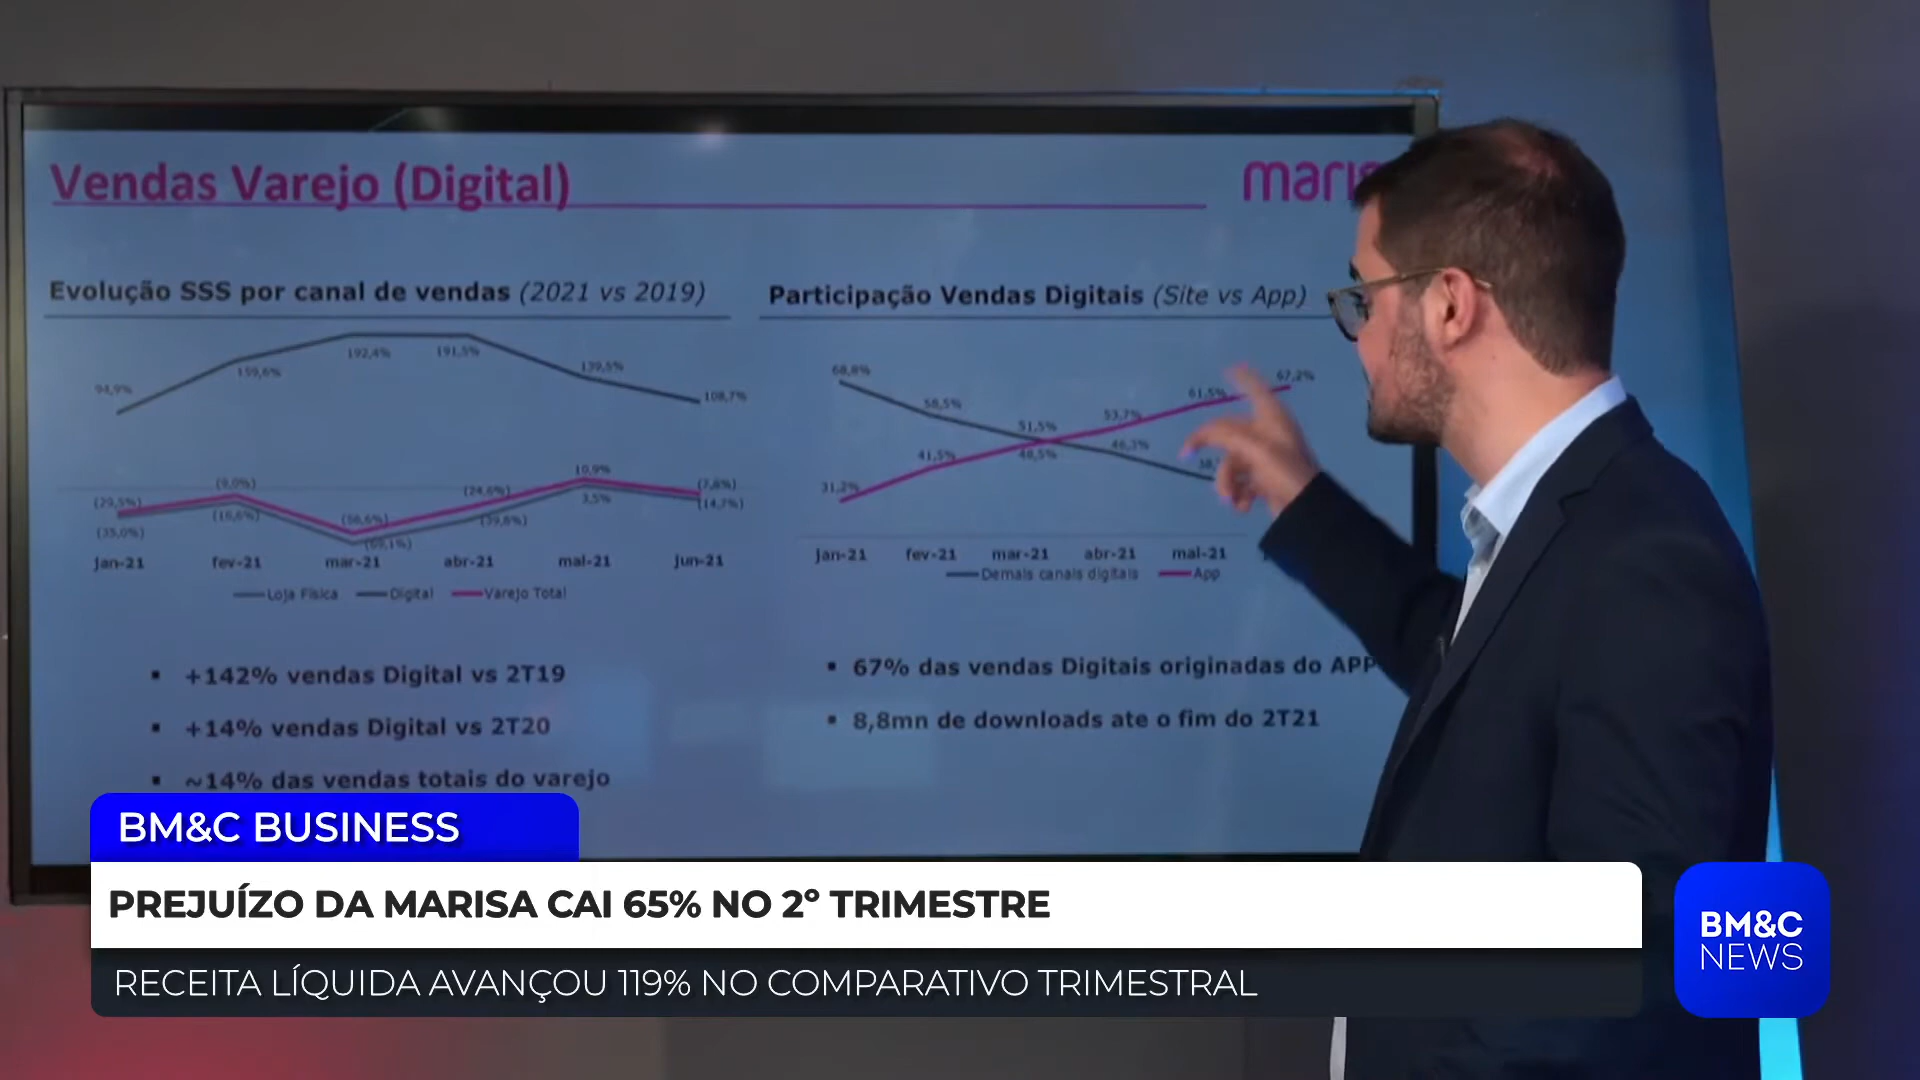 Vendas Varejo (Digital)
maris
Evolução SSS por canal de vendas (2021 vs 2019)
Participação Vendas Digitais (Site vs App)
94,9%
159,6%
192,4%
191,5%
139,5%
108,7%
(29,5%)
(9,0%)
(24,6%)
10,9%
(7,6%)
(35,0%)
(16,6%)
(39,8%)
3,5%
(14,7%)
jan-21 fev-21 mar-21 abr-21 mai-21 jun-21
Loja Física Digital Varejo Total
68,8%
58,5%
51,5%
53,7%
61,5%
67,2%
31,2%
41,5%
48,5%
46,3%
jan-21 fev-21 mar-21 abr-21 mai-21
Demais canais digitais App
▪ +142% vendas Digital vs 2T19
▪ +14% vendas Digital vs 2T20
▪ ~14% das vendas totais do varejo
▪ 67% das vendas Digitais originadas do APP
▪ 8,8mn de downloads ate o fim do 2T21
BM&C BUSINESS
PREJUÍZO DA MARISA CAI 65% NO 2º TRIMESTRE
RECEITA LÍQUIDA AVANÇOU 119% NO COMPARATIVO TRIMESTRAL
BM&C
NEWS